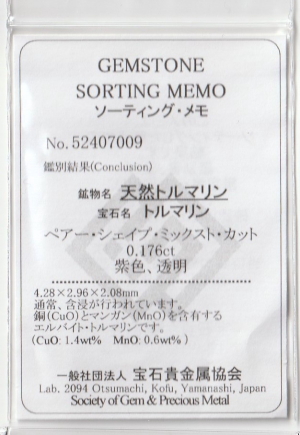 GEMSTONE
SORTING MEMO
ソーティング・メモ
No. 52407009
鑑別結果(Conclusion)
鉱物名 天然トルマリン
宝石名 トルマリン
ペアー・シェイプ・ミックスト・カット
0.176ct
紫色、透明
4.28×2.96×2.08mm
通常、含浸が行われています。
銅(CuO)とマンガン(MnO)を含有する
エルバイト・トルマリンです。
(CuO: 1.4wt% MnO: 0.6wt% )
一般社団法人 宝石貴金属協会
Lab. 2094 Otsumachi, Kofu, Yamanashi, Japan
Society of Gem & Precious Metal